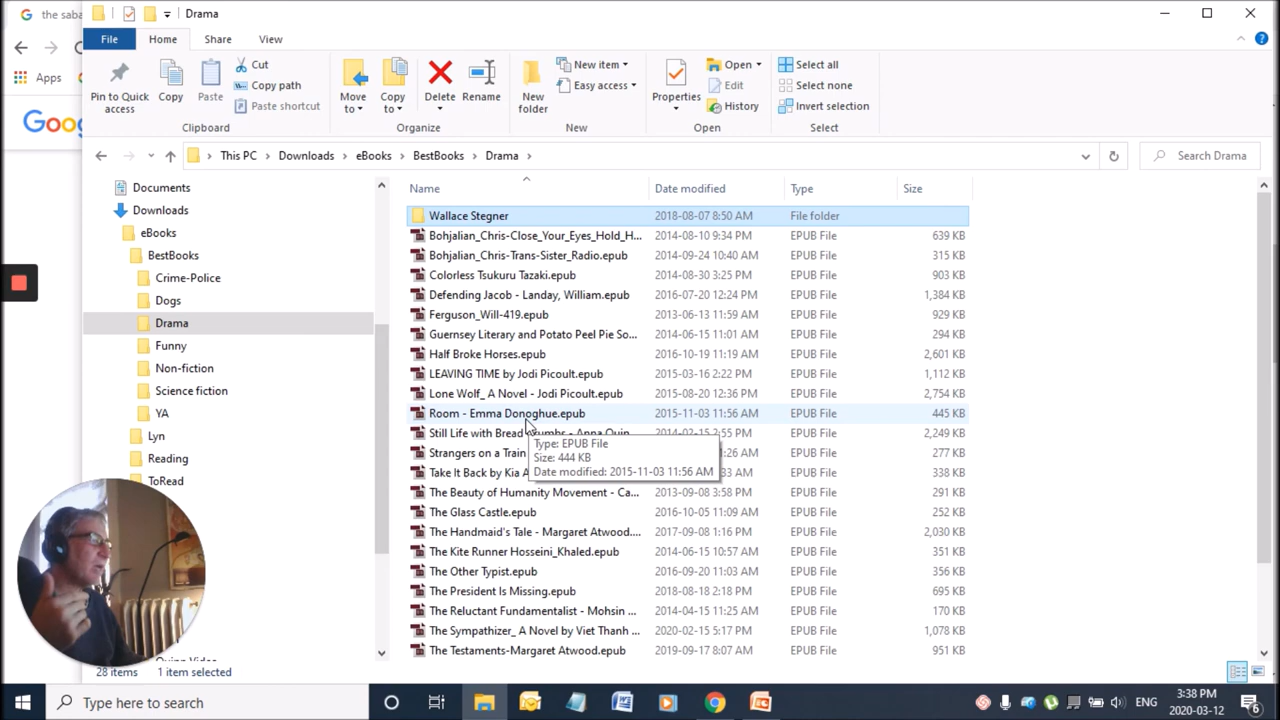 the saba
Drama
File
Home
Share
View
Pin to Quick
access
Copy
Paste
Cut
Copy path
Paste shortcut
Clipboard
Move
to
Copy
to
Delete
Rename
Organize
New
folder
New item
Easy access
New
Properties
Open
Edit
History
Open
Select all
Select none
Invert selection
Select
Apps
Goog
This PC > Downloads > eBooks > BestBooks > Drama >
Search Drama
Documents
Downloads
eBooks
BestBooks
Crime-Police
Dogs
Drama
Funny
Non-fiction
Science fiction
YA
Lyn
Reading
ToRead
Name Date modified Type Size
Wallace Stegner 2018-08-07 8:50 AM File folder
Bohjalian_Chris-Close_Your_Eyes_Hold_H... 2014-08-10 9:34 PM EPUB File 639 KB
Bohjalian_Chris-Trans-Sister_Radio.epub 2014-09-24 10:40 AM EPUB File 315 KB
Colorless Tsukuru Tazaki.epub 2014-08-30 3:25 PM EPUB File 903 KB
Defending Jacob - Landay, William.epub 2016-07-20 12:24 PM EPUB File 1,384 KB
Ferguson_Will-419.epub 2013-06-13 11:59 AM EPUB File 929 KB
Guernsey Literary and Potato Peel Pie So... 2014-06-15 11:01 AM EPUB File 294 KB
Half Broke Horses.epub 2016-10-19 11:19 AM EPUB File 2,601 KB
LEAVING TIME by Jodi Picoult.epub 2015-03-16 2:22 PM EPUB File 1,112 KB
Lone Wolf_ A Novel - Jodi Picoult.epub 2015-08-20 12:36 PM EPUB File 2,754 KB
Room - Emma Donoghue.epub 2015-11-03 11:56 AM EPUB File 445 KB
Still Life with Bread 2:55 PM EPUB File 2,249 KB
Strangers on a Train :26 AM EPUB File 277 KB
Take It Back by Kia A :33 AM EPUB File 338 KB
Type: EPUB File
Size: 444 KB
Date modified: 2015-11-03 11:56 AM
The Beauty of Humanity Movement - Ca... 2013-09-08 3:58 PM EPUB File 291 KB
The Glass Castle.epub 2016-10-05 11:09 AM EPUB File 252 KB
The Handmaid's Tale - Margaret Atwood.... 2017-09-08 1:16 PM EPUB File 2,030 KB
The Kite Runner Hosseini_Khaled.epub 2014-06-15 10:57 AM EPUB File 351 KB
The Other Typist.epub 2016-09-20 11:03 AM EPUB File 356 KB
The President Is Missing.epub 2018-08-18 2:18 PM EPUB File 695 KB
The Reluctant Fundamentalist - Mohsin ... 2014-04-15 11:25 AM EPUB File 170 KB
The Sympathizer_ A Novel by Viet Thanh ... 2020-02-15 5:17 PM EPUB File 1,078 KB
The Testaments-Margaret Atwood.epub 2019-09-17 8:07 AM EPUB File 951 KB
28 items 1 item selected
Type here to search
ENG
3:38 PM
2020-03-12
6